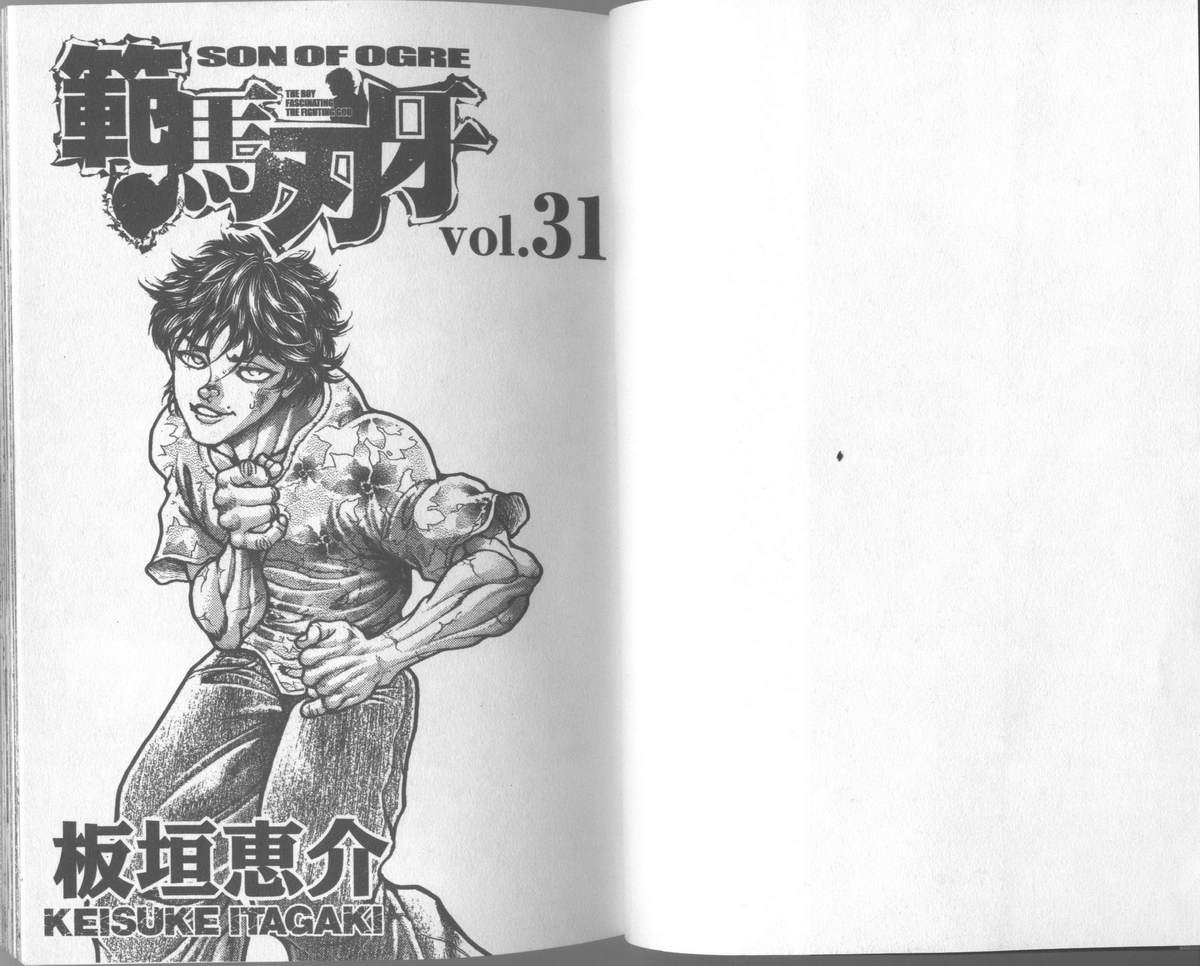 SON OF OGRE
範馬刃牙
THE BOY
FASCINATING
THE FIGHTING GOD
vol.31
板垣恵介
KEISUKE ITAGAKI